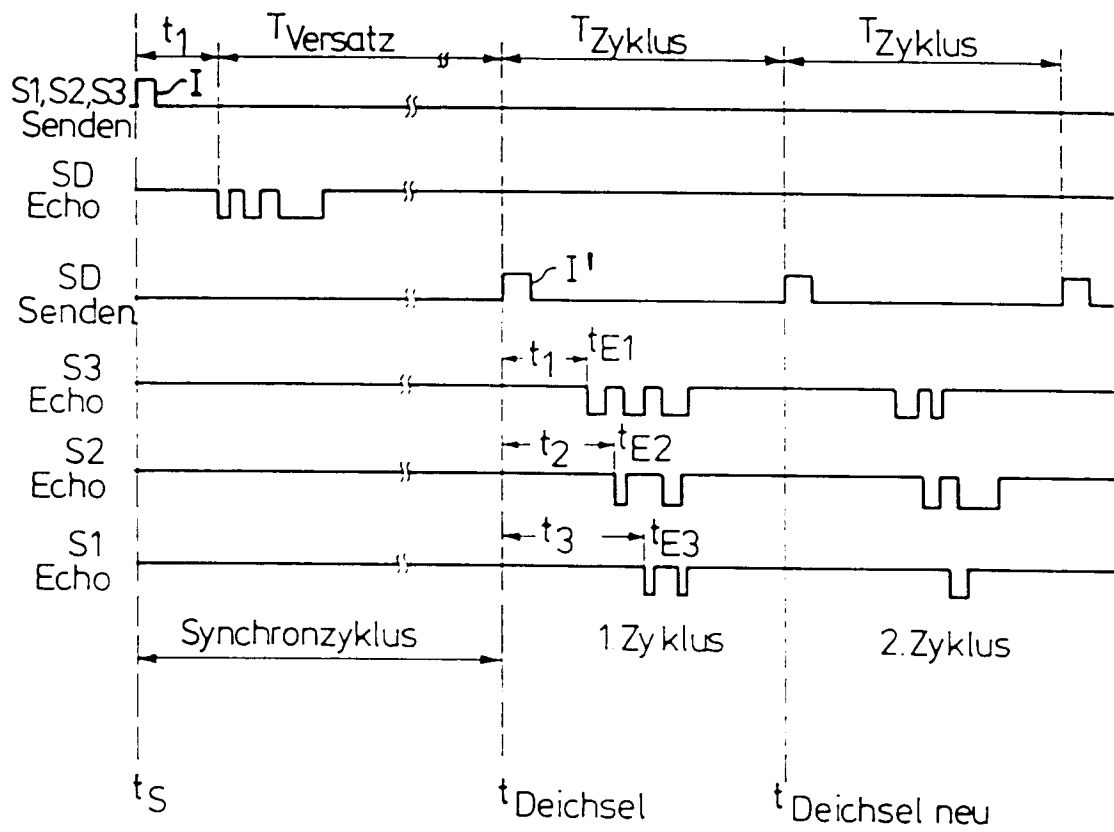 t1 TVersatz TZyklus TZyklus
S1,S2,S3 I
Senden
SD
Echo
SD I'
Senden
S3 t1 tE1
Echo
S2 t2 tE2
Echo
S1 t3 tE3
Echo
Synchronzyklus 1.Zyklus 2.Zyklus
tS tDeichsel tDeichsel neu